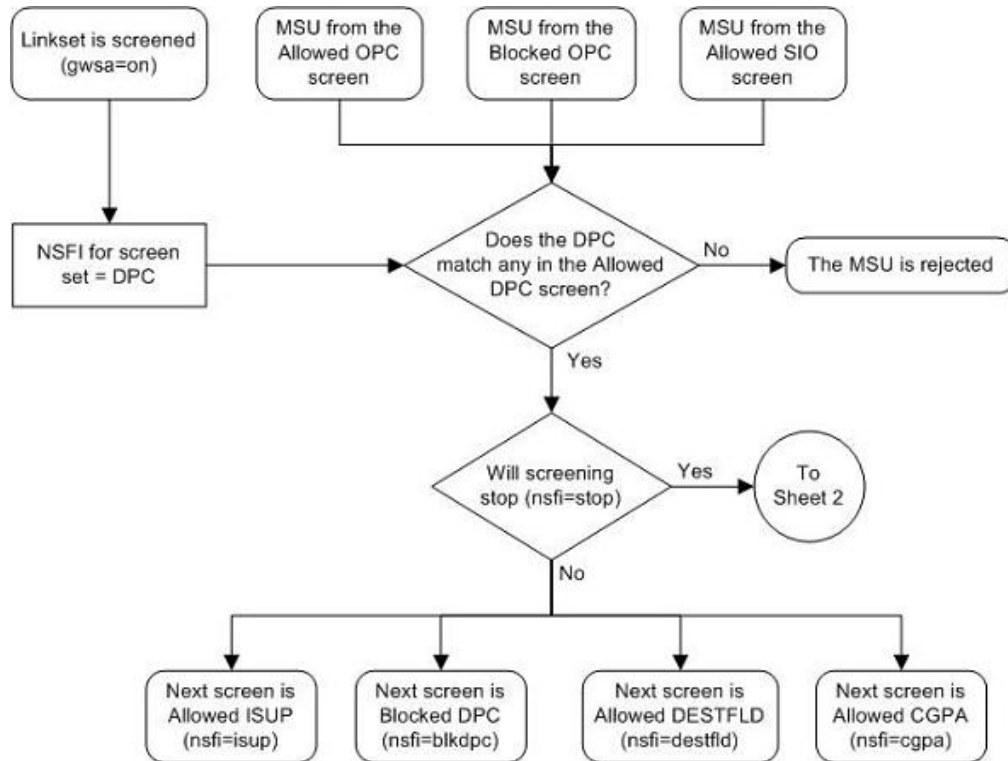 Linkset is screened
(gwsa=on)
MSU from the
Allowed OPC
screen
MSU from the
Blocked OPC
screen
MSU from the
Allowed SIO
screen
NSFI for screen
set = DPC
Does the DPC
match any in the Allowed
DPC screen?
No
The MSU is rejected
Yes
Will screening
stop (nsfi=stop)
Yes
To
Sheet 2
No
Next screen is
Allowed ISUP
(nsfi=isup)
Next screen is
Blocked DPC
(nsfi=blkdpc)
Next screen is
Allowed DESTFLD
(nsfi=destfld)
Next screen is
Allowed CGPA
(nsfi=cgpa)